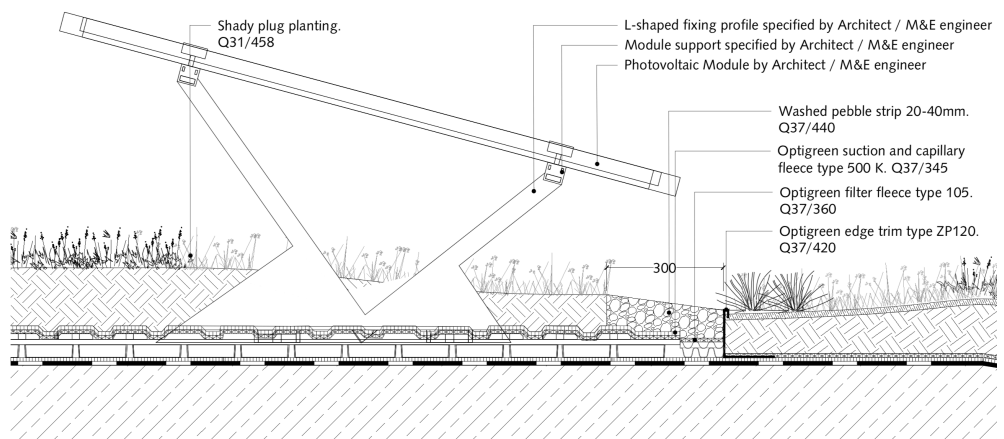 Shady plug planting.
Q31/458
L-shaped fixing profile specified by Architect / M&E engineer
Module support specified by Architect / M&E engineer
Photovoltaic Module by Architect / M&E engineer
Washed pebble strip 20-40mm.
Q37/440
Optigreen suction and capillary
fleece type 500 K. Q37/345
Optigreen filter fleece type 105.
Q37/360
Optigreen edge trim type ZP120.
Q37/420
300